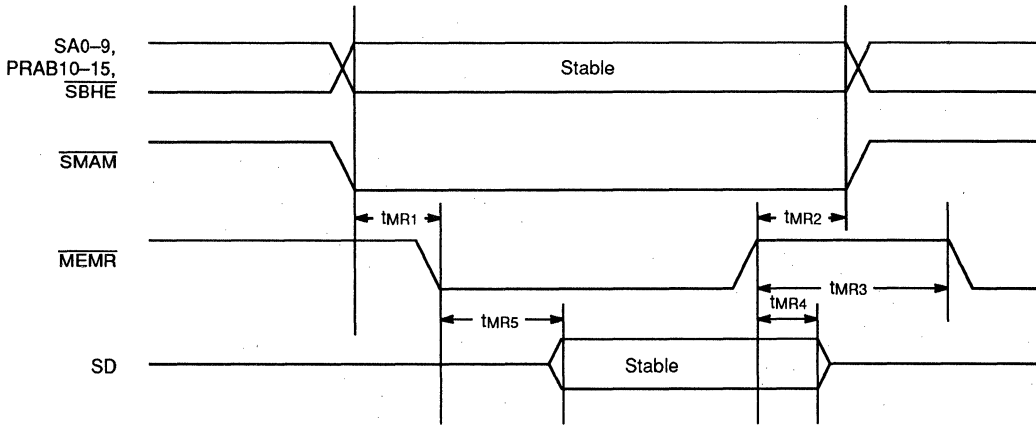 SA0–9,
PRAB10–15,
SBHE
Stable
SMAM
tMR1
tMR2
MEMR
tMR3
tMR4
tMR5
SD
Stable